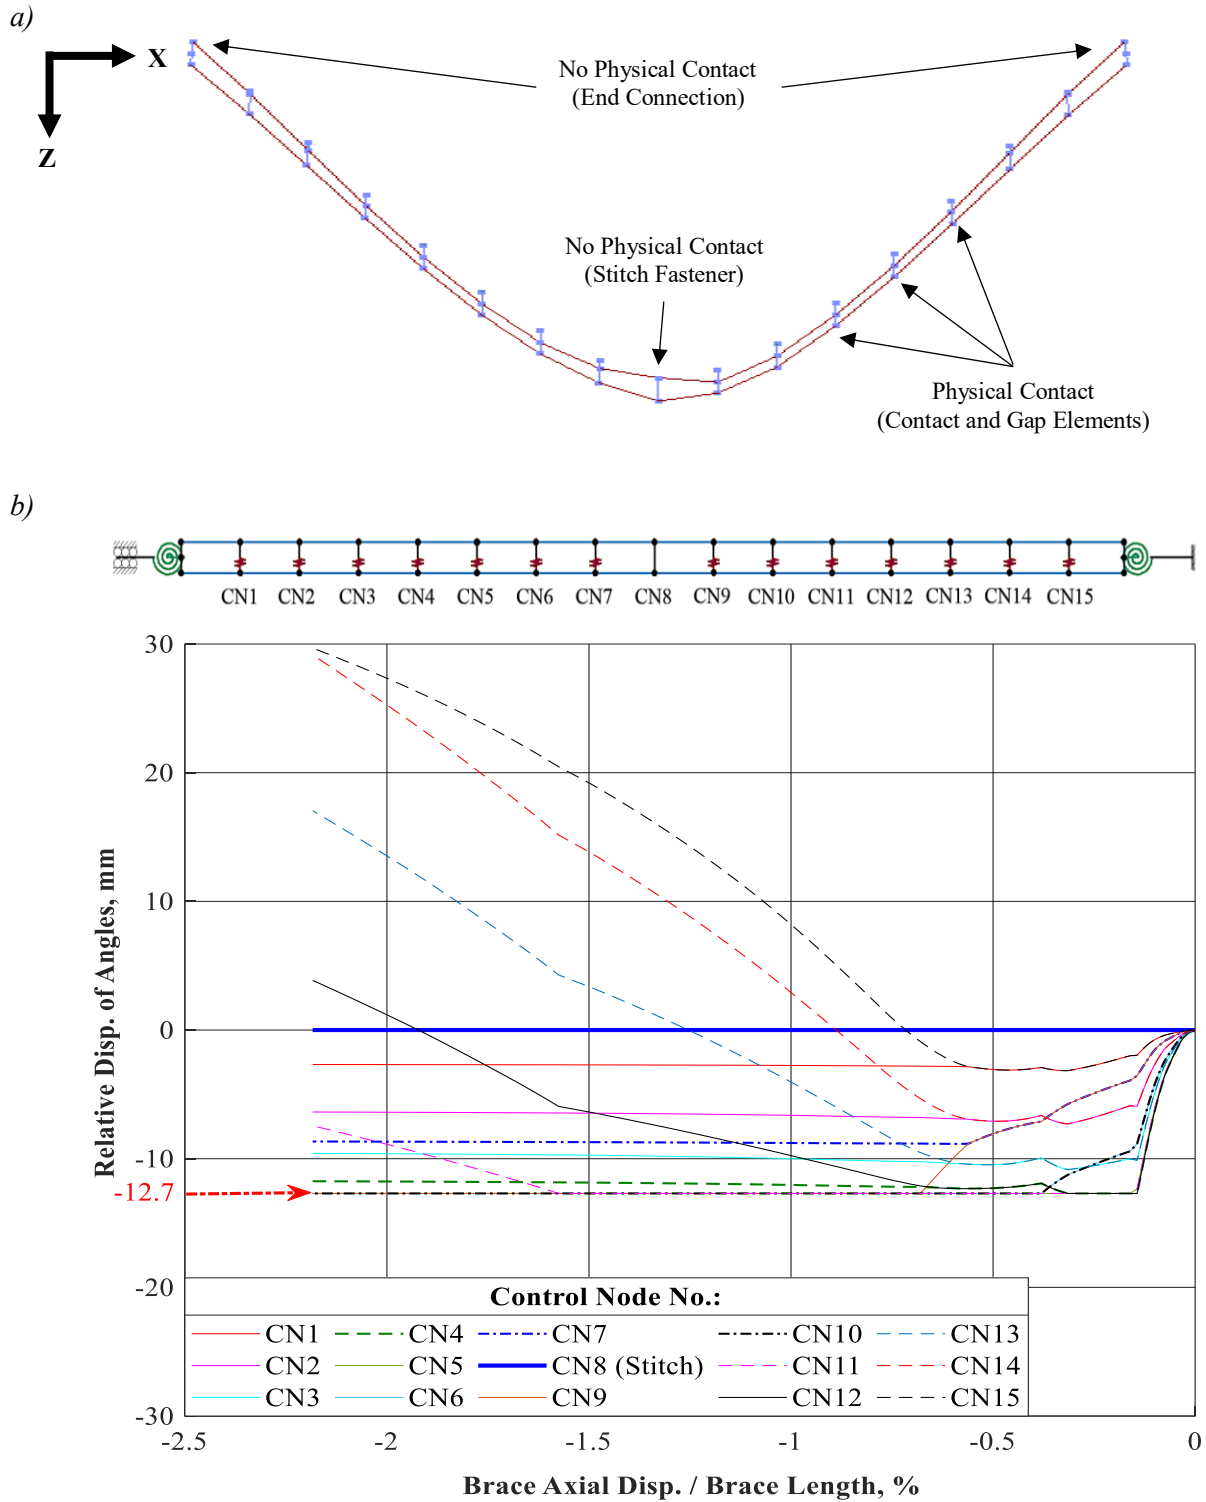 a)
X
Z
No Physical Contact
(End Connection)
No Physical Contact
(Stitch Fastener)
Physical Contact
(Contact and Gap Elements)
b)
CN1 CN2 CN3 CN4 CN5 CN6 CN7 CN8 CN9 CN10 CN11 CN12 CN13 CN14 CN15
30
20
10
0
-10
-12.7
-20
-30
Relative Disp. of Angles, mm
Control Node No.:
CN1 CN4 CN7 CN10 CN13
CN2 CN5 CN8 (Stitch) CN11 CN14
CN3 CN6 CN9 CN12 CN15
-2.5 -2 -1.5 -1 -0.5 0
Brace Axial Disp. / Brace Length, %